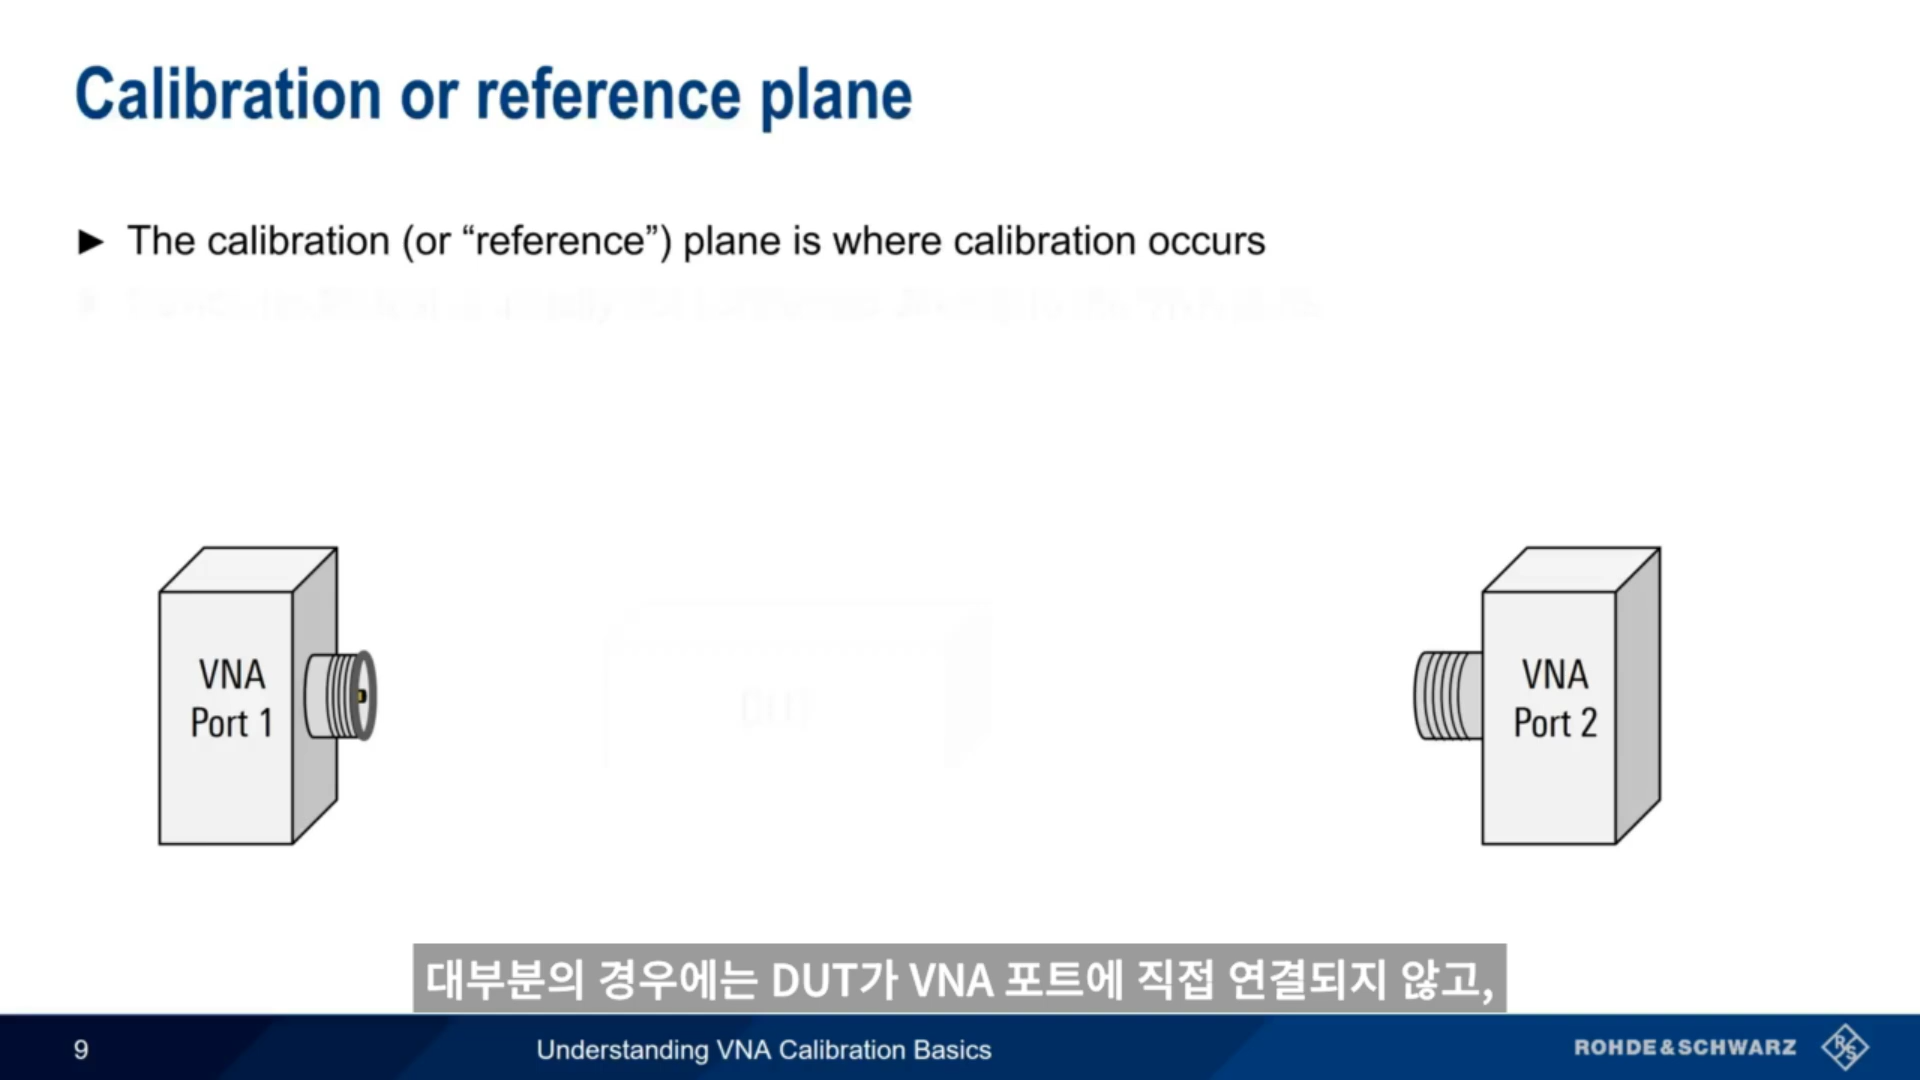 Calibration or reference plane
► The calibration (or “reference”) plane is where calibration occurs
VNA
Port 1
DUT
VNA
Port 2
대부분의 경우에는 DUT가 VNA 포트에 직접 연결되지 않고,
9
Understanding VNA Calibration Basics
ROHDE&SCHWARZ
R&S